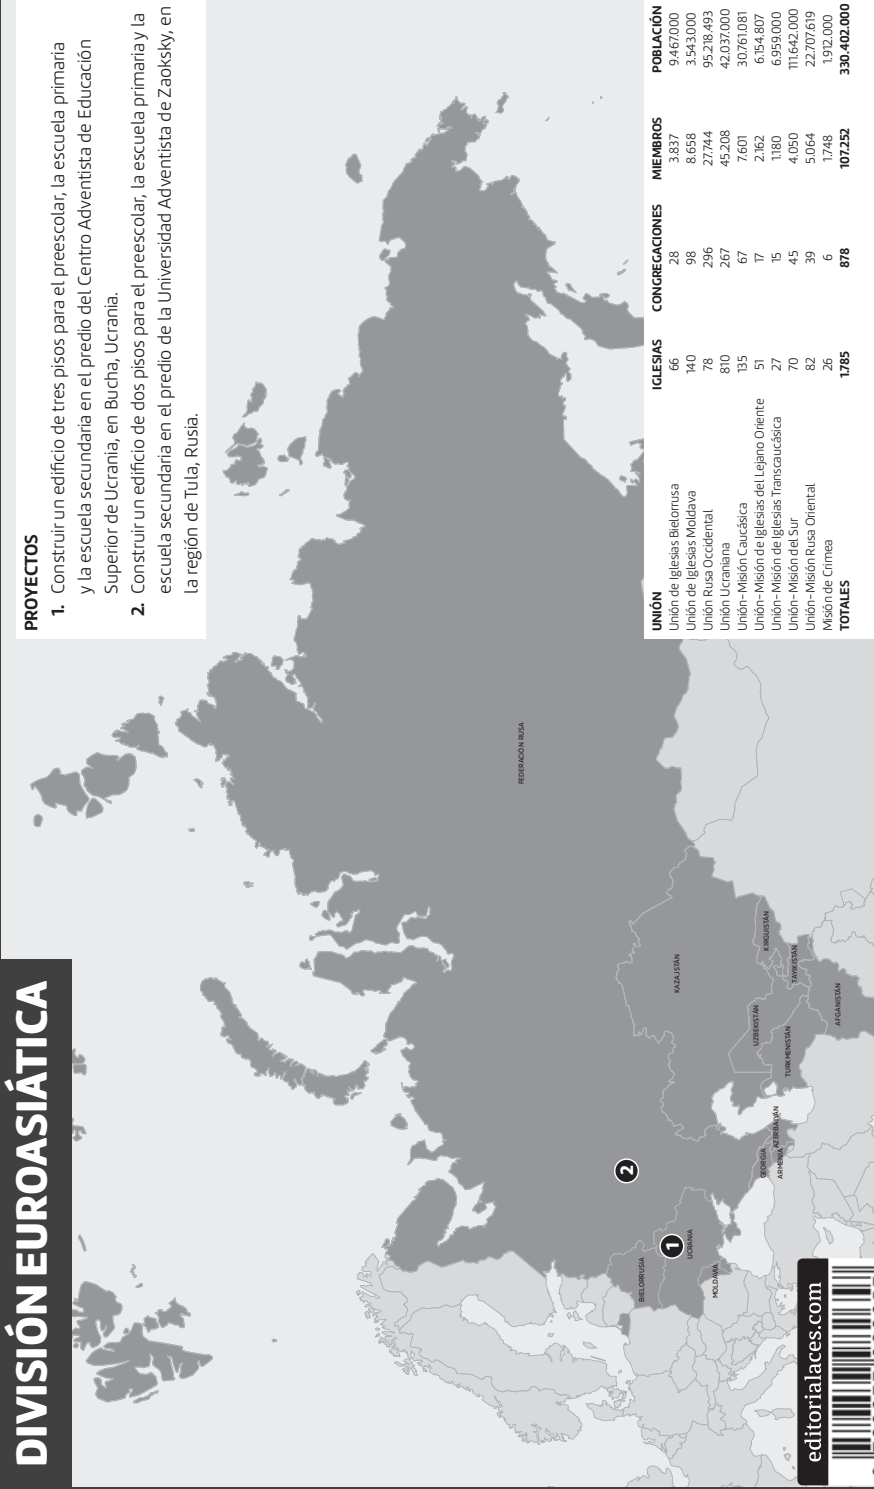 DIVISIÓN EUROASIÁTICA
PROYECTOS
1. Construir un edificio de tres pisos para el preescolar, la escuela primaria
y la escuela secundaria en el predio del Centro Adventista de Educación
Superior de Ucrania, en Bucha, Ucrania.
2. Construir un edificio de dos pisos para el preescolar, la escuela primaria y la
escuela secundaria en el predio de la Universidad Adventista de Zaoksky, en
la región de Tula, Rusia.
FEDERACIÓN RUSA
KAZAJSTÁN
KIRGUISTÁN
TAYIKISTÁN
UZBEKISTÁN
TURKMENISTÁN
AFGANISTÁN
GEORGIA
AZERBAIYÁN
ARMENIA
2
1
BIELORRUSIA
UCRANIA
MOLDAVIA
UNIÓN IGLESIAS CONGREGACIONES MIEMBROS POBLACIÓN
Unión de Iglesias Bielorrusa 66 28 3.837 9.467.000
Unión de Iglesias Moldava 140 98 8.658 3.543.000
Unión Rusa Occidental 78 296 27.744 95.218.493
Unión Ucraniana 810 267 45.208 42.037.000
Unión-Misión Caucásica 135 67 7.601 30.761.081
Unión-Misión de Iglesias del Lejano Oriente 51 17 2.162 6.154.807
Unión-Misión de Iglesias Transcaucásica 27 15 1.180 6.959.000
Unión-Misión del Sur 70 45 4.050 111.642.000
Unión-Misión Rusa Oriental 82 39 5.064 22.707.619
Misión de Crimea 26 6 1.748 1.912.000
TOTALES 1.785 878 107.252 330.402.000
editorialaces.com